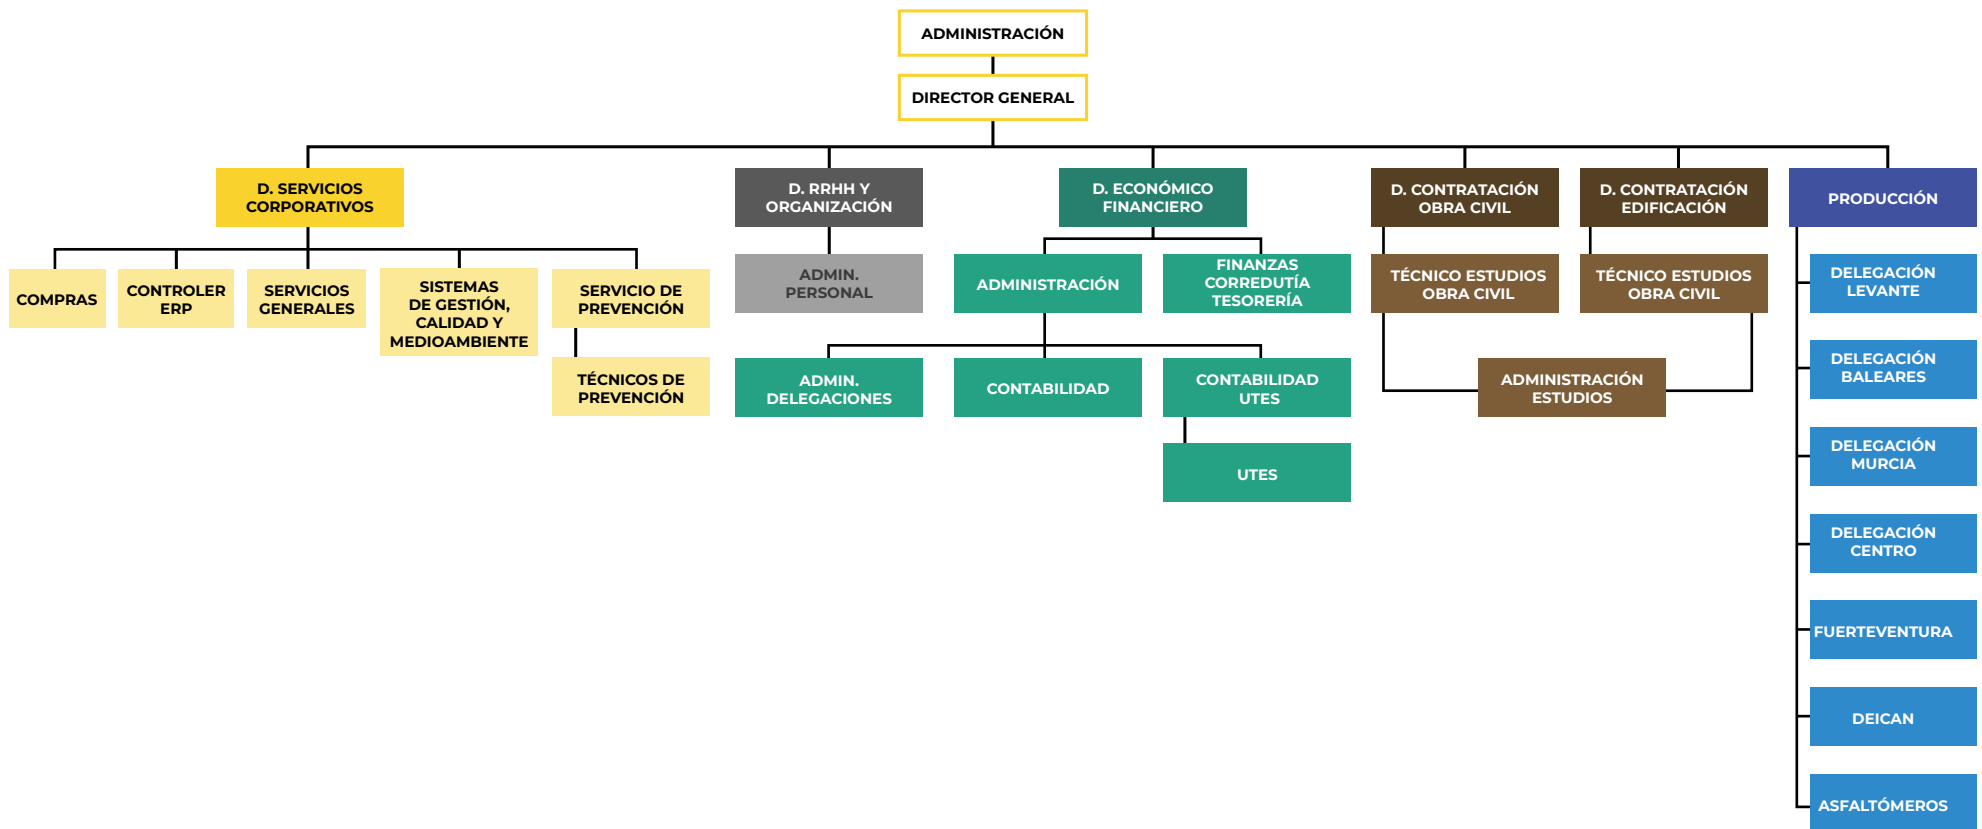 ADMINISTRACIÓN
DIRECTOR GENERAL
D. SERVICIOS
CORPORATIVOS
D. RRHH Y
ORGANIZACIÓN
D. ECONÓMICO
FINANCIERO
D. CONTRATACIÓN
OBRA CIVIL
D. CONTRATACIÓN
EDIFICACIÓN
PRODUCCIÓN
COMPRAS
CONTROLER
ERP
SERVICIOS
GENERALES
SISTEMAS
DE GESTIÓN,
CALIDAD Y
MEDIOAMBIENTE
SERVICIO DE
PREVENCIÓN
TÉCNICOS DE
PREVENCIÓN
ADMIN.
PERSONAL
ADMINISTRACIÓN
FINANZAS
CORREDUTÍA
TESORERÍA
ADMIN.
DELEGACIONES
CONTABILIDAD
CONTABILIDAD
UTES
UTES
TÉCNICO ESTUDIOS
OBRA CIVIL
TÉCNICO ESTUDIOS
OBRA CIVIL
ADMINISTRACIÓN
ESTUDIOS
DELEGACIÓN
LEVANTE
DELEGACIÓN
BALEARES
DELEGACIÓN
MURCIA
DELEGACIÓN
CENTRO
FUERTEVENTURA
DEICAN
ASFALTÓMEROS